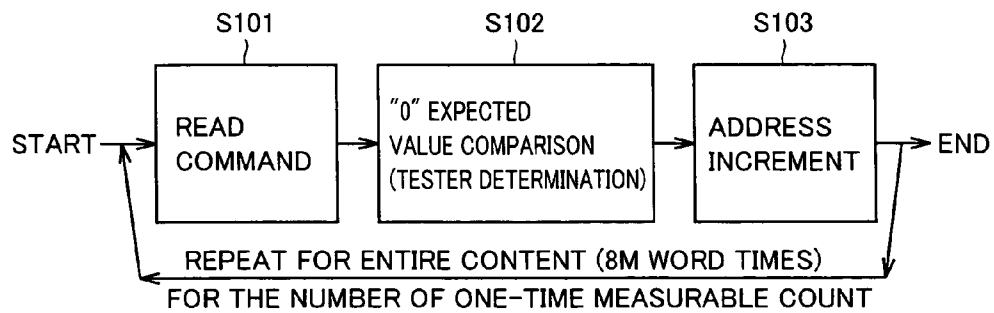 S101
S102
S103
START
READ
COMMAND
"0" EXPECTED
VALUE COMPARISON
(TESTER DETERMINATION)
ADDRESS
INCREMENT
END
REPEAT FOR ENTIRE CONTENT (8M WORD TIMES)
FOR THE NUMBER OF ONE-TIME MEASURABLE COUNT